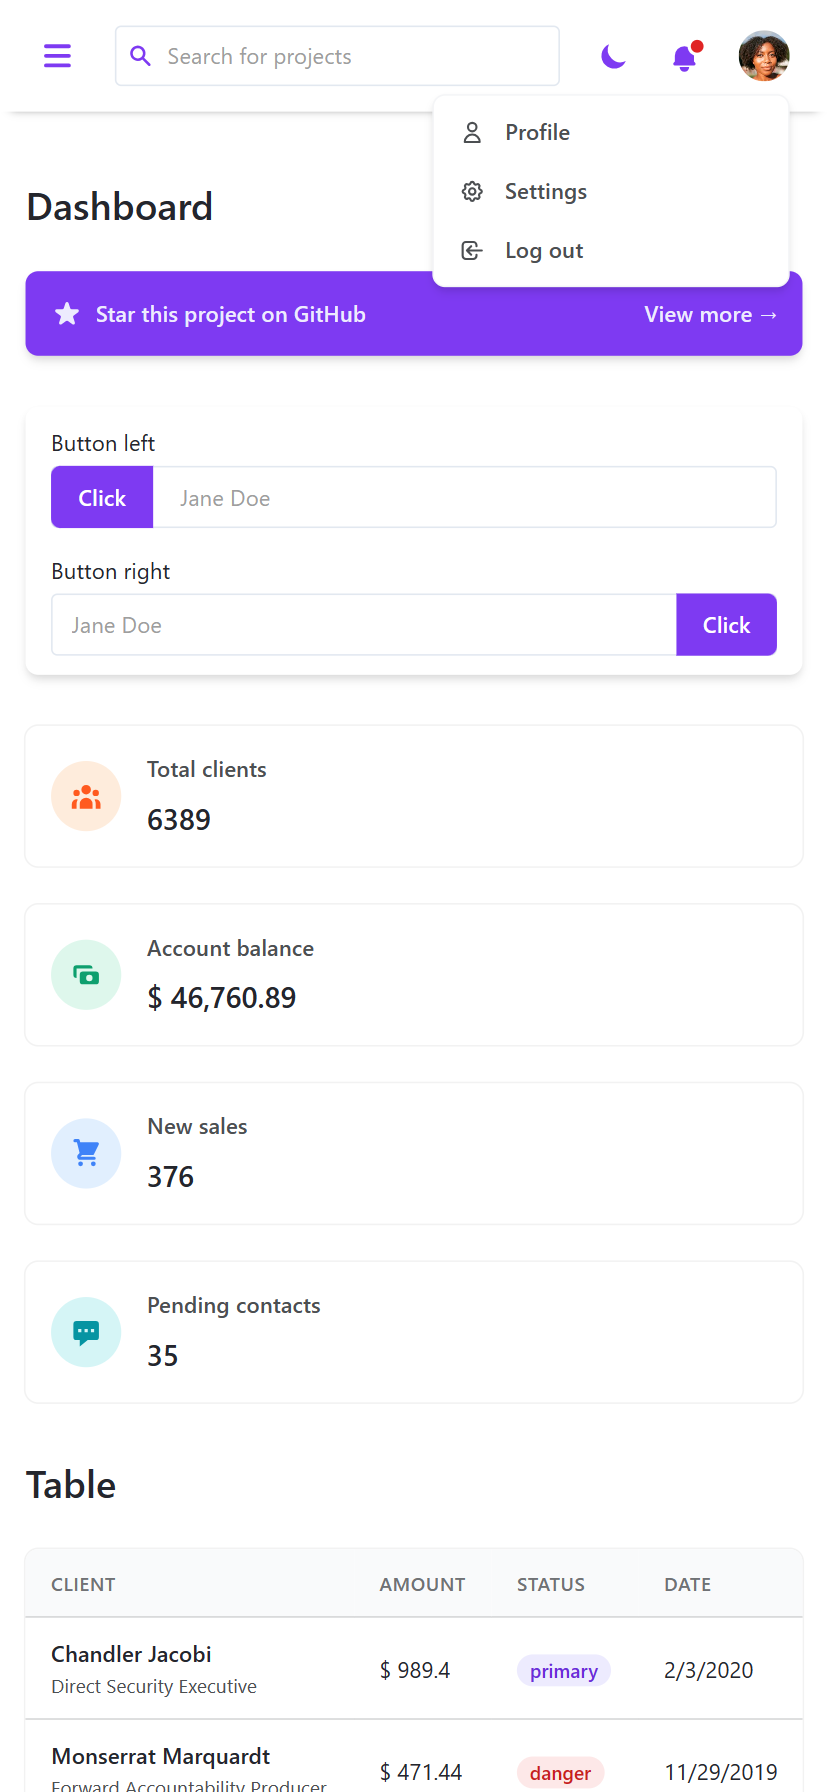 Search for projects
Profile
Settings
Log out
Dashboard
Star this project on GitHub
View more →
Button left
Click
Jane Doe
Button right
Jane Doe
Click
Total clients
6389
Account balance
$ 46,760.89
New sales
376
Pending contacts
35
Table
CLIENT AMOUNT STATUS DATE
Chandler Jacobi
Direct Security Executive
$ 989.4
primary
2/3/2020
Monserrat Marquardt
Forward Accountability Producer
$ 471.44
danger
11/29/2019